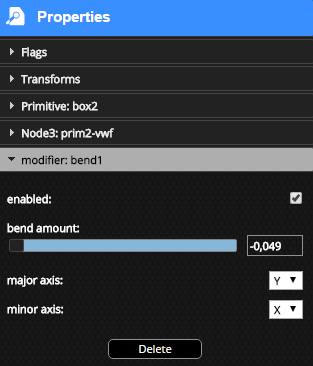 Properties
Flags
Transforms
Primitive: box2
Node3: prim2-vwf
modifier: bend1
enabled:
bend amount:
-0,049
major axis: Y
minor axis: X
Delete